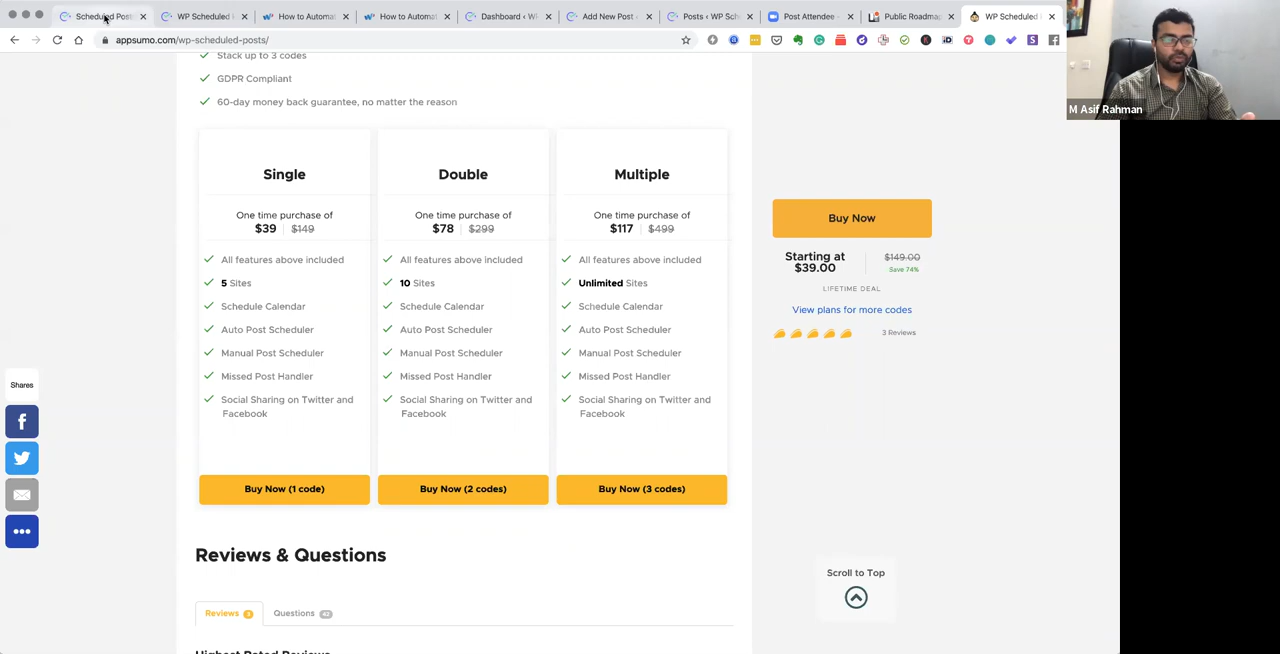 Scheduled Post
WP Scheduled
How to Automat
How to Automat
Dashboard ‹ W
Add New Post
Posts ‹ WP Sch
Post Attendee -
Public Roadmap
WP Scheduled
appsumo.com/wp-scheduled-posts/
M Asif Rahman
Stack up to 3 codes
GDPR Compliant
60-day money back guarantee, no matter the reason
Single
One time purchase of
$39 | $149
All features above included
5 Sites
Schedule Calendar
Auto Post Scheduler
Manual Post Scheduler
Missed Post Handler
Social Sharing on Twitter and
Facebook
Buy Now (1 code)
Double
One time purchase of
$78 | $299
All features above included
10 Sites
Schedule Calendar
Auto Post Scheduler
Manual Post Scheduler
Missed Post Handler
Social Sharing on Twitter and
Facebook
Buy Now (2 codes)
Multiple
One time purchase of
$117 | $499
All features above included
Unlimited Sites
Schedule Calendar
Auto Post Scheduler
Manual Post Scheduler
Missed Post Handler
Social Sharing on Twitter and
Facebook
Buy Now (3 codes)
Buy Now
Starting at
$39.00
$149.00
Save 74%
LIFETIME DEAL
View plans for more codes
3 Reviews
Shares
Reviews & Questions
Scroll to Top
Reviews 3
Questions 42
Highest Rated Reviews